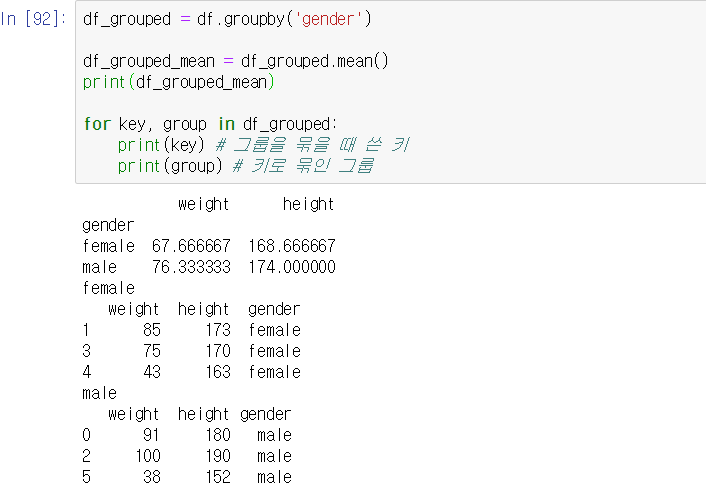 In [92]: df_grouped = df.groupby('gender')
df_grouped_mean = df_grouped.mean()
print(df_grouped_mean)
for key, group in df_grouped:
    print(key) # 그룹을 묶을 때 쓴 키
    print(group) # 키로 묶인 그룹
weight height
gender
female 67.666667 168.666667
male 76.333333 174.000000
female
weight height gender
1 85 173 female
3 75 170 female
4 43 163 female
male
weight height gender
0 91 180 male
2 100 190 male
5 38 152 male